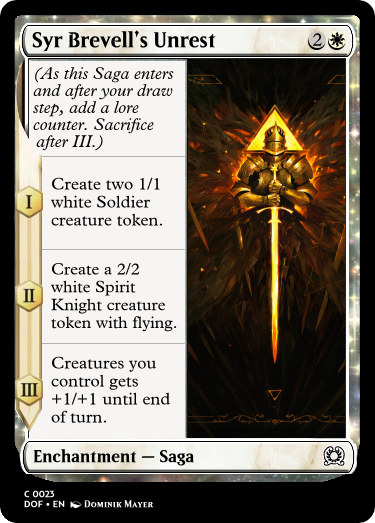 Syr Brevell's Unrest 2
(As this Saga enters
and after your draw
step, add a lore
counter. Sacrifice
after III.)
I
Create two 1/1
white Soldier
creature token.
II
Create a 2/2
white Spirit
Knight creature
token with flying.
III
Creatures you
control gets
+1/+1 until end
of turn.
Enchantment — Saga
C 0023
DOF • EN Dominik Mayer